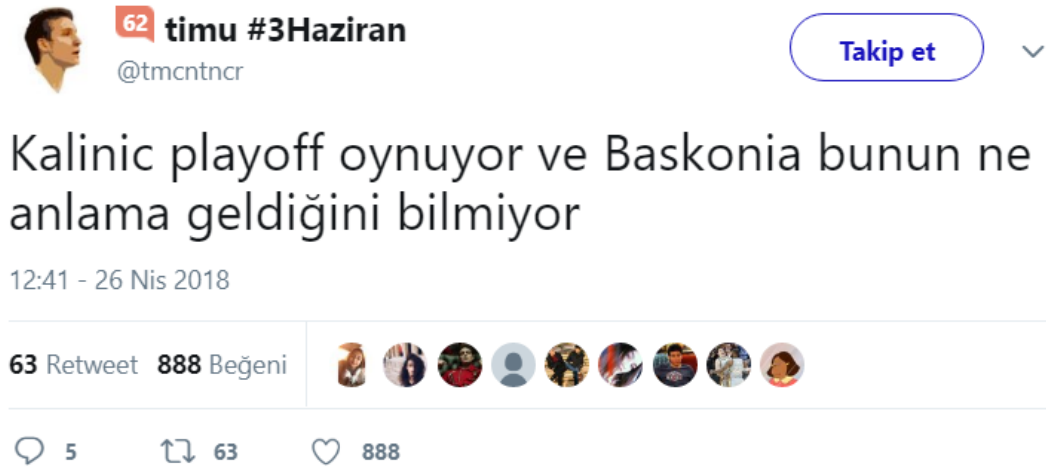 62 timu #3Haziran
@tmcntncr
Takip et
Kalinic playoff oynuyor ve Baskonia bunun ne
anlama geldiğini bilmiyor
12:41 - 26 Nis 2018
63 Retweet 888 Beğeni
5 63 888